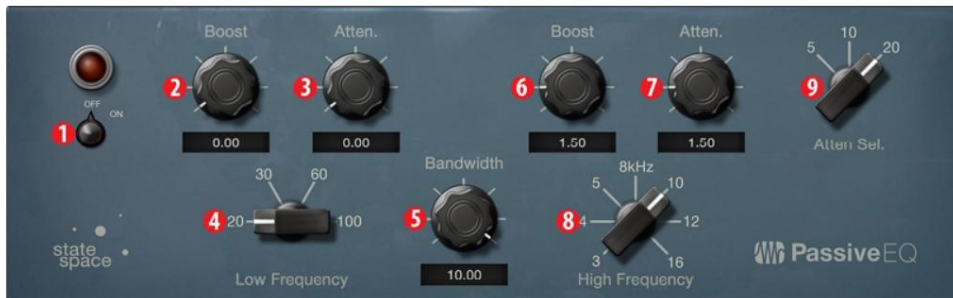 Boost
Atten.
Boost
Atten.
5
10
20
9
Atten Sel.
OFF
ON
1
2
3
6
7
0.00
0.00
1.50
1.50
30
60
4
20
100
Low Frequency
Bandwidth
5
10.00
8kHz
5
10
8
4
12
3
16
High Frequency
state
space
PassiveEQ